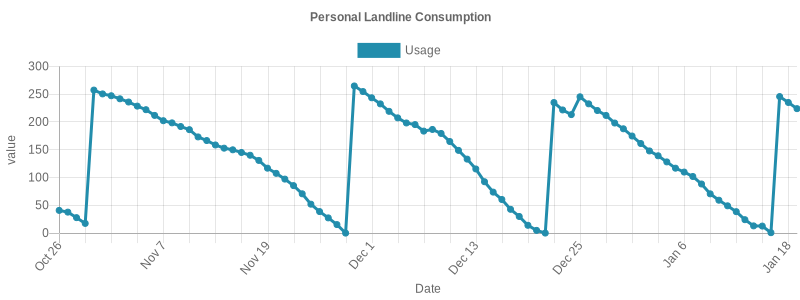 Personal Landline Consumption
Usage
300
250
200
150
100
50
0
value
Oct 26
Nov 7
Nov 19
Dec 1
Dec 13
Dec 25
Jan 6
Jan 18
Date